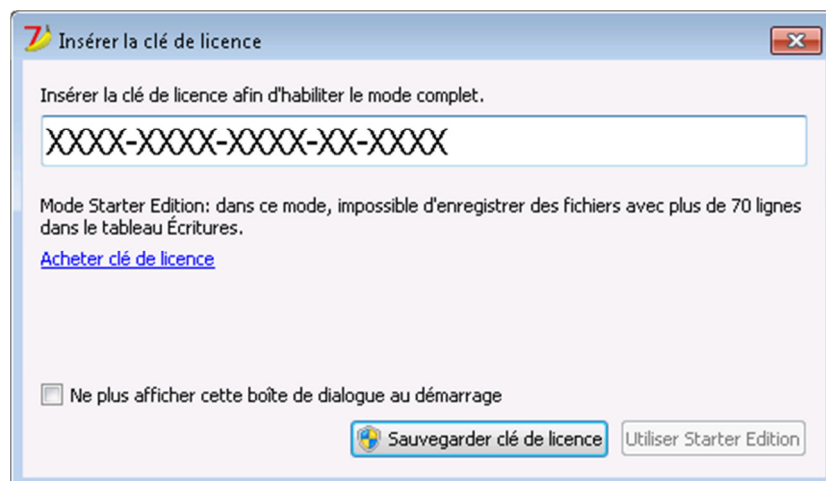 7 Insérer la clé de licence
Insérer la clé de licence afin d'habiliter le mode complet.
XXXX-XXXX-XXXX-XX-XXXX
Mode Starter Edition: dans ce mode, impossible d'enregistrer des fichiers avec plus de 70 lignes
dans le tableau Écritures.
Acheter clé de licence
Ne plus afficher cette boîte de dialogue au démarrage
Sauvegarder clé de licence
Utiliser Starter Edition